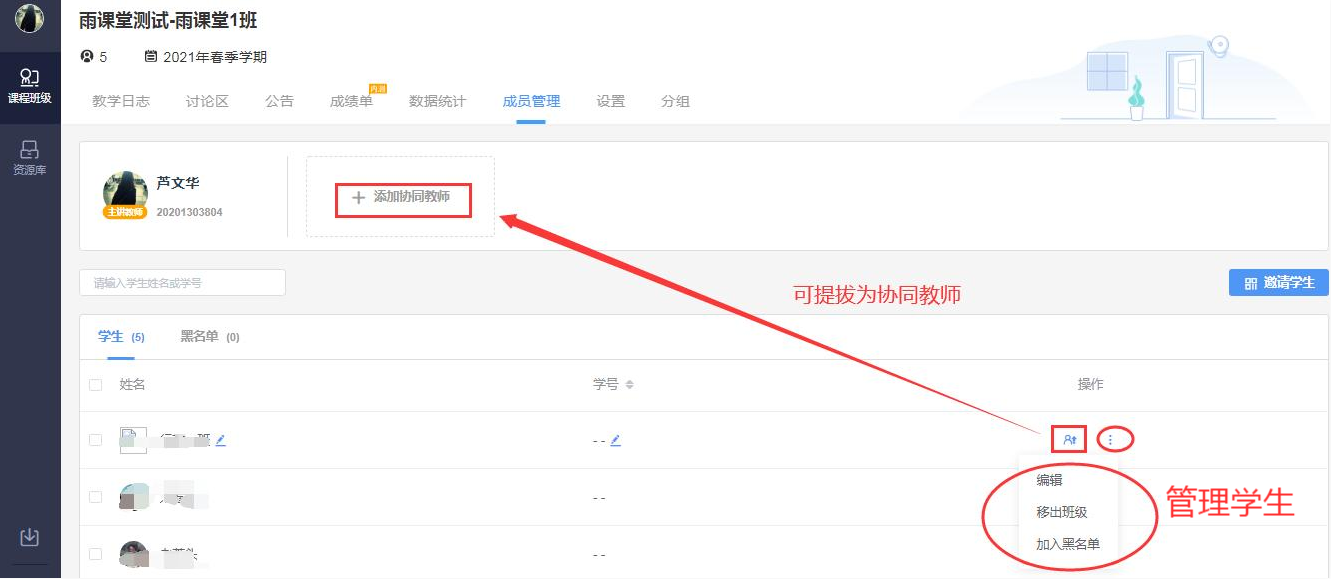 雨课堂测试-雨课堂1班
5 2021年春季学期
课程班级
教学日志 讨论区 公告 成绩单 内测 数据统计 成员管理 设置 分组
资源库
芦文华
主讲教师 20201303804
+ 添加协同教师
请输入学生姓名或学号
可提拔为协同教师
邀请学生
学生 (5) 黑名单 (0)
姓名 学号 操作
班 - -
编辑
- -
移出班级
管理学生
加入黑名单
- -